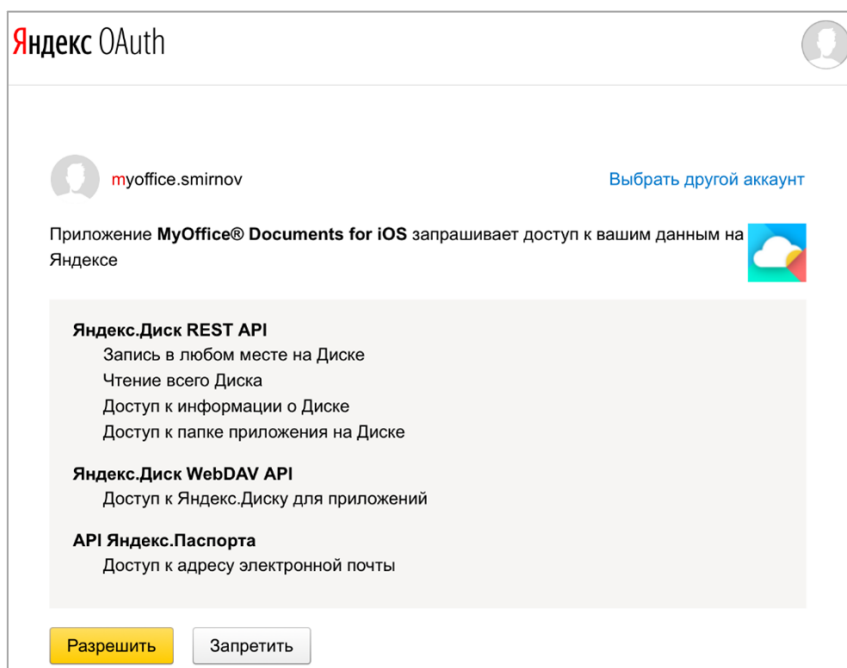 Яндекс OAuth
myoffice.smirnov
Выбрать другой аккаунт
Приложение MyOffice® Documents for iOS запрашивает доступ к вашим данным на
Яндексе
Яндекс.Диск REST API
Запись в любом месте на Диске
Чтение всего Диска
Доступ к информации о Диске
Доступ к папке приложения на Диске
Яндекс.Диск WebDAV API
Доступ к Яндекс.Диску для приложений
API Яндекс.Паспорта
Доступ к адресу электронной почты
Разрешить
Запретить